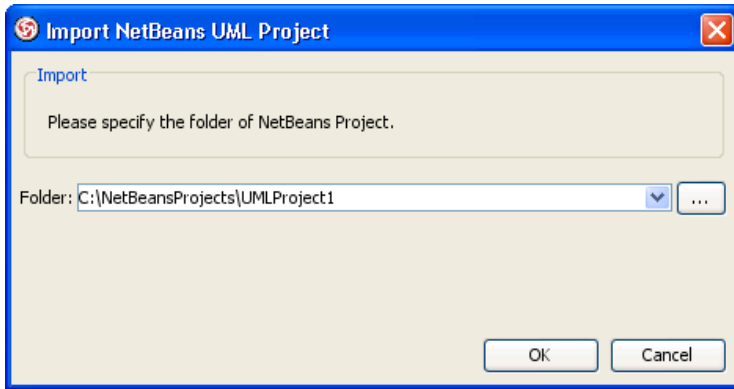 Import NetBeans UML Project
Import
Please specify the folder of NetBeans Project.
Folder: C:\NetBeansProjects\UMLProject1 ...
OK Cancel